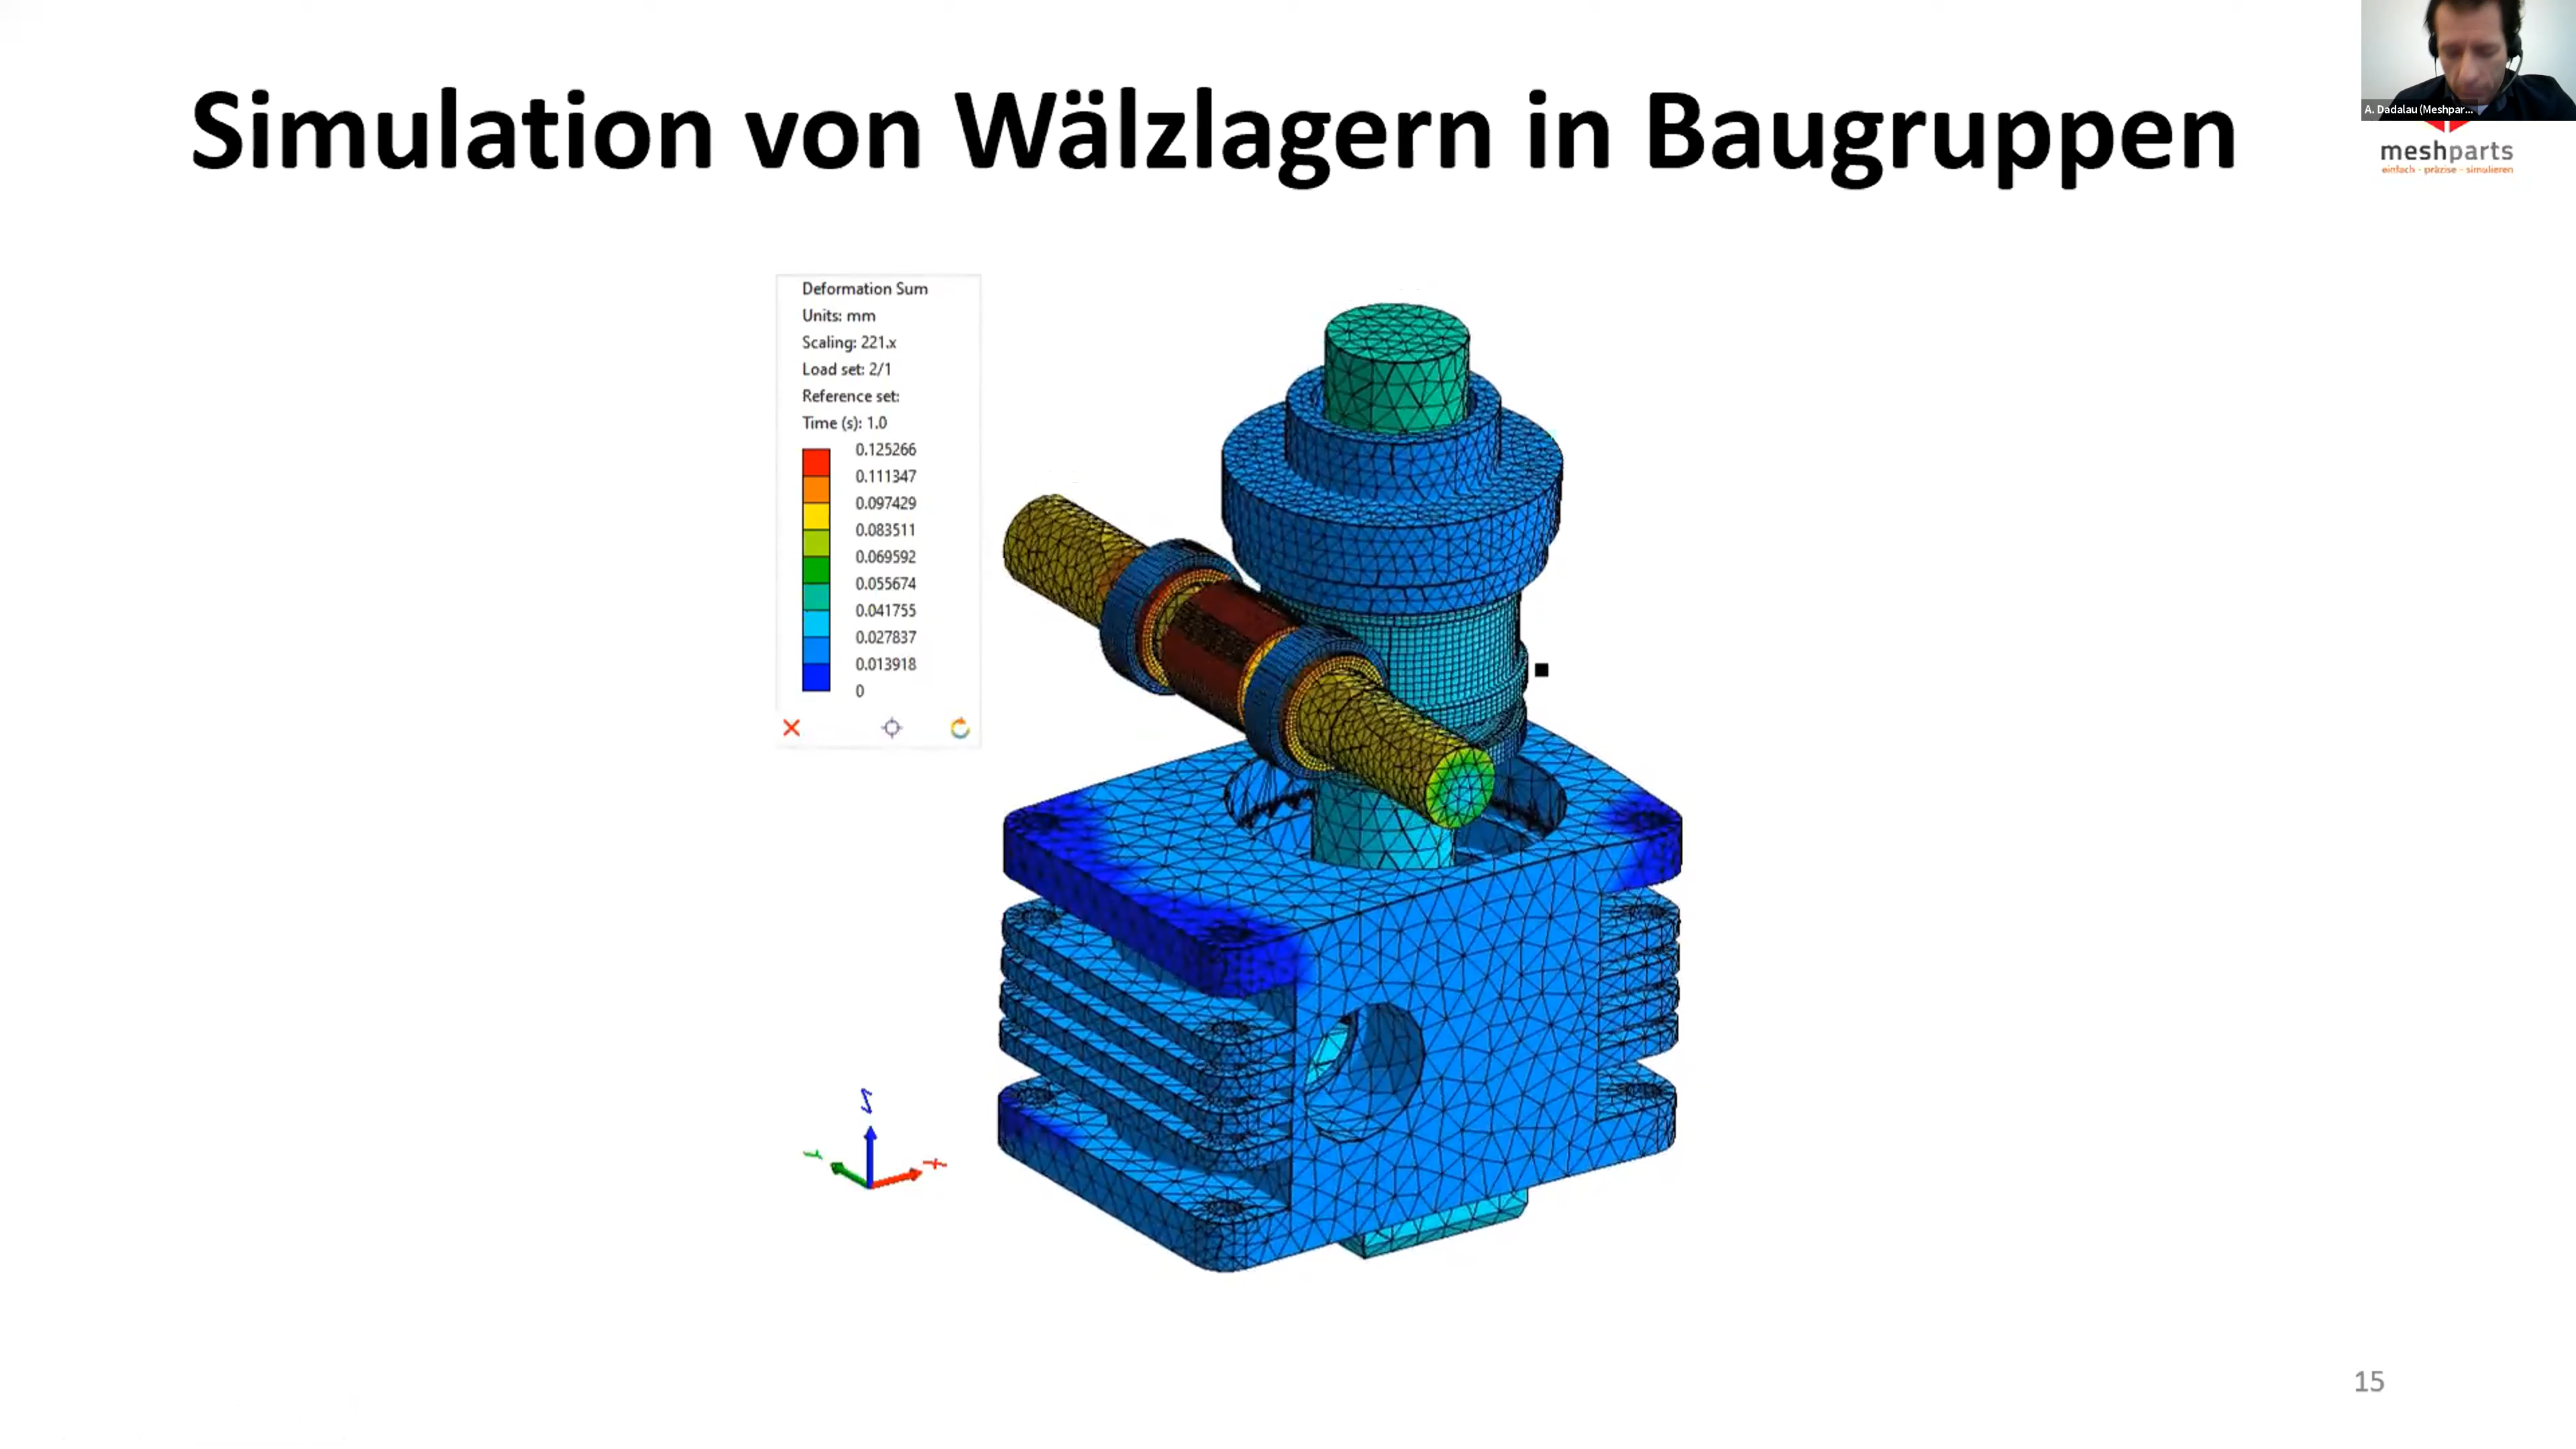 Simulation von Wälzlagern in Baugruppen
A. Dadalau (Meshpar...
meshparts
einfach - präzise - simulieren
Deformation Sum
Units: mm
Scaling: 221.x
Load set: 2/1
Reference set:
Time (s): 1.0
0.125266
0.111347
0.097429
0.083511
0.069592
0.055674
0.041755
0.027837
0.013918
0
Z
Y
X
15